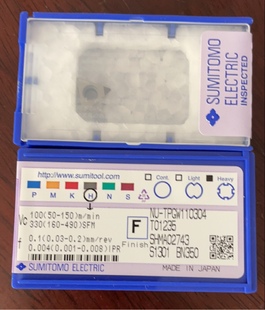 SUMITOMO
ELECTRIC
INSPECTED
http://www.sumitool.com
Cont. Light Heavy
P M K N S H
Vc 100(50-150)m/min
330(160-490)SFM
f 0.1(0.03-0.2)mm/rev
0.004(0.001-0.008)IPR
F
Finish
NU-TPGW110304
T01235
SHMA02743
S1301 BN350
SUMITOMO ELECTRIC
MADE IN JAPAN